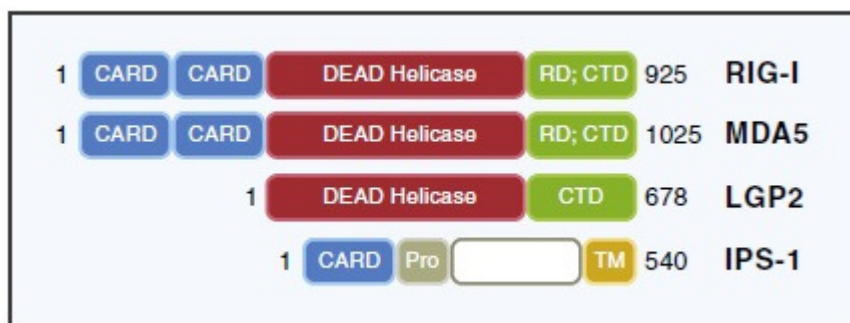 1 CARD CARD DEAD Helicase RD; CTD 925 RIG-I
1 CARD CARD DEAD Helicase RD; CTD 1025 MDA5
1 DEAD Helicase CTD 678 LGP2
1 CARD Pro TM 540 IPS-1